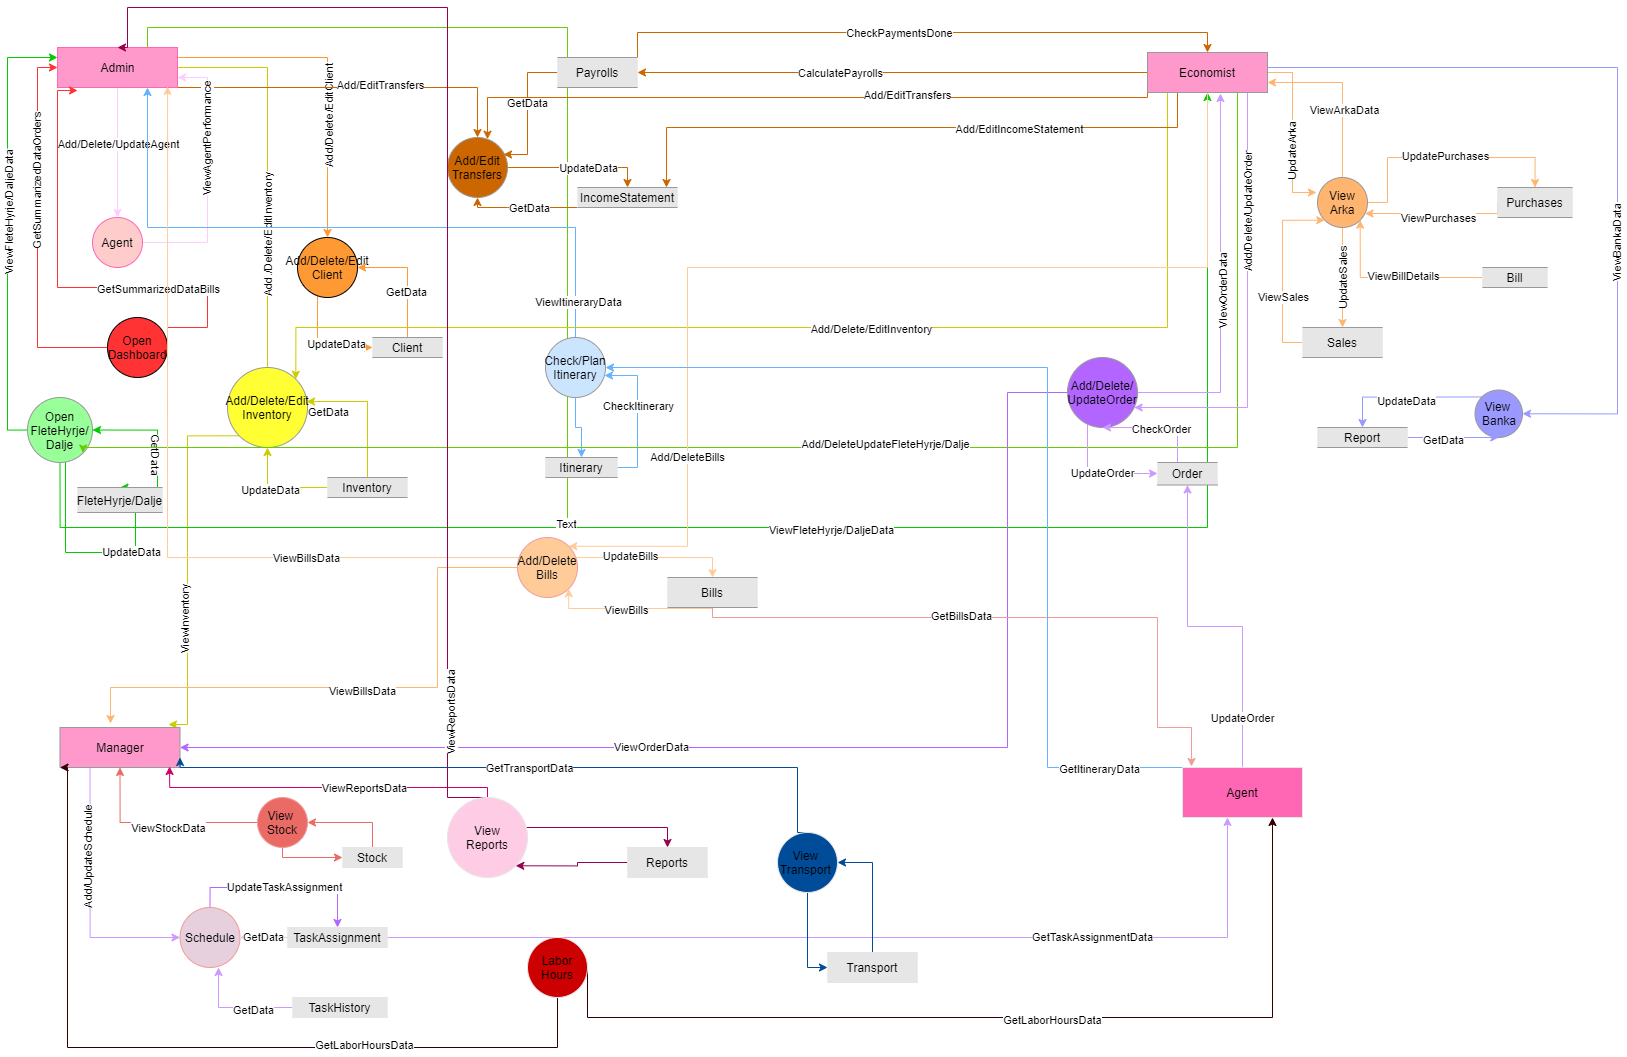 CheckPaymentsDone
Admin
Payrolls
CalculatePayrolls
Economist
Add/EditTransfers
GetData
Add/EditTransfers
ViewArkaData
Add/Delete/EditClient
Add/EditIncomeStatement
UpdateArka
Add/Delete/UpdateAgent
ViewAgentPerformance
GetSummarizedDataOrders
ViewFleteHyrje/DaljeData
Add/Edit
Transfers
UpdateData
IncomeStatement
GetData
UpdatePurchases
View
Arka
Purchases
ViewPurchases
Add/Delete/UpdateOrder
ViewBankaData
Agent
Add /Delete/EditInventory
Add/Delete/Edit
Client
GetData
GetSummarizedDataBills
ViewItineraryData
VIewOrderData
UpdateSales
ViewBillDetails
Bill
ViewSales
Open
Dashboard
UpdateData
Client
Add/Delete/EditInventory
Sales
Check/Plan
Itinerary
Add/Delete/Edit
Inventory
GetData
CheckItinerary
Add/Delete/
UpdateOrder
UpdateData
View
Banka
Open
FleteHyrje/
Dalje
GetData
CheckOrder
Report
GetData
Add/DeleteUpdateFleteHyrje/Dalje
Add/DeleteBills
Itinerary
UpdateOrder
Order
FleteHyrje/Dalje
UpdateData
Inventory
Text
ViewFleteHyrje/DaljeData
UpdateData
ViewBillsData
Add/Delete
Bills
UpdateBills
Bills
ViewBills
GetBillsData
ViewInventory
ViewBillsData
ViewReportsData
UpdateOrder
Manager
ViewOrderData
GetTransportData
GetItineraryData
ViewReportsData
Agent
Add/UpdateSchedule
ViewStockData
View
Stock
Stock
View
Reports
Reports
View
Transport
UpdateTaskAssignment
Schedule
GetData
TaskAssignment
GetTaskAssignmentData
Labor
Hours
Transport
GetData
TaskHistory
GetLaborHoursData
GetLaborHoursData